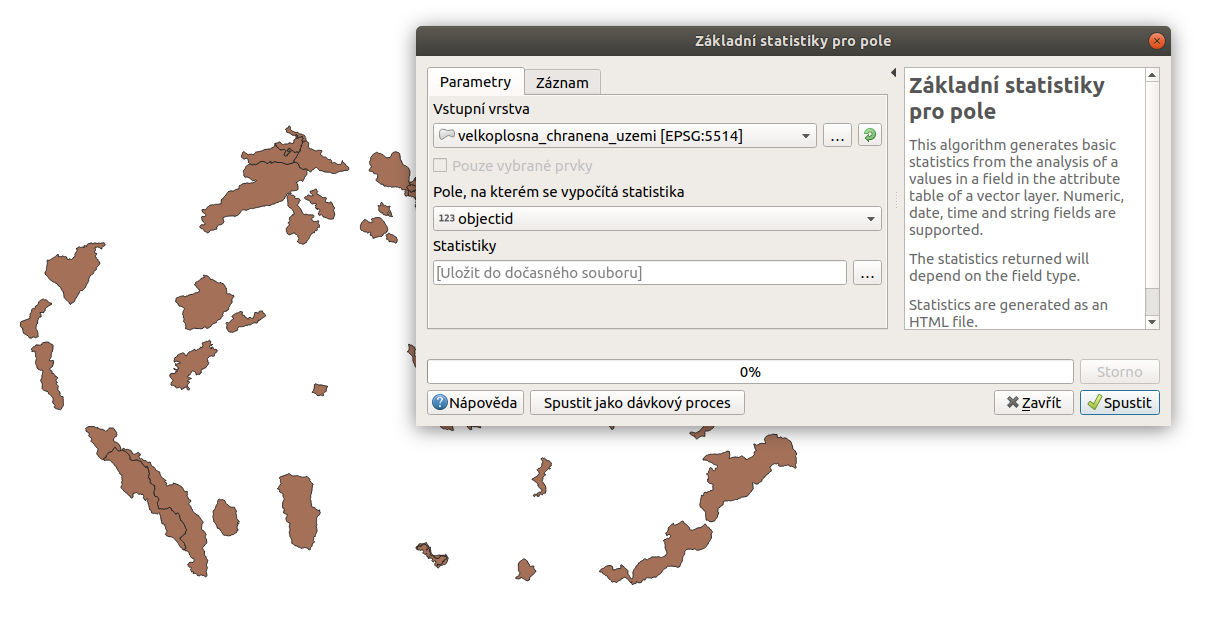 Základní statistiky pro pole
Parametry
Záznam
Vstupní vrstva
velkoplosna_chranena_uzemi [EPSG:5514]
...
Pouze vybrané prvky
Pole, na kterém se vypočítá statistika
123 objectid
Statistiky
[Uložit do dočasného souboru]
...
Základní statistiky
pro pole
This algorithm generates basic
statistics from the analysis of a
values in a field in the attribute
table of a vector layer. Numeric,
date, time and string fields are
supported.
The statistics returned will
depend on the field type.
Statistics are generated as an
HTML file.
0%
Storno
Nápověda
Spustit jako dávkový proces
Zavřít
Spustit